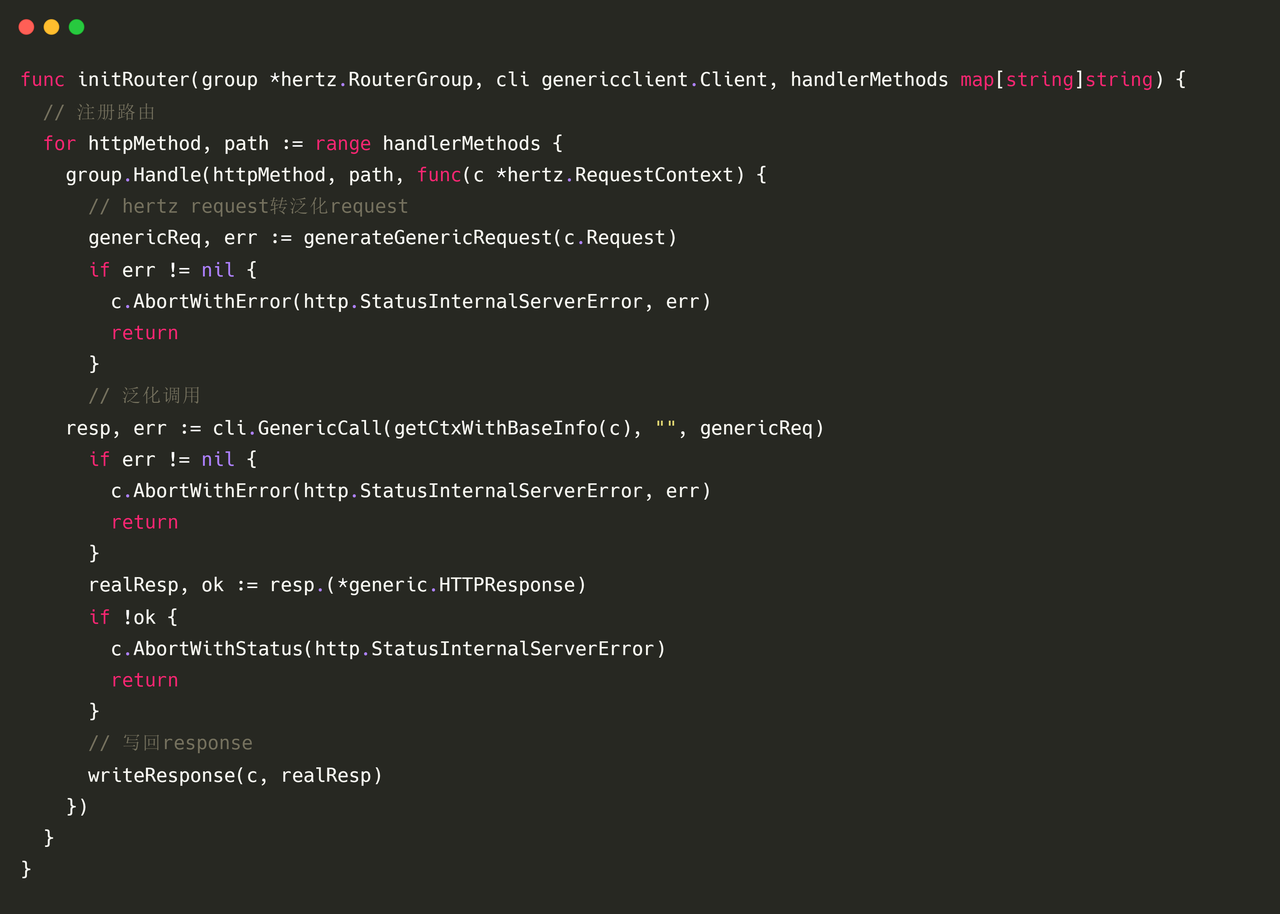 func initRouter(group *hertz.RouterGroup, cli genericclient.Client, handlerMethods map[string]string) {
  // 注册路由
  for httpMethod, path := range handlerMethods {
    group.Handle(httpMethod, path, func(c *hertz.RequestContext) {
      // hertz request转泛化request
      genericReq, err := generateGenericRequest(c.Request)
      if err != nil {
        c.AbortWithError(http.StatusInternalServerError, err)
        return
      }
      // 泛化调用
    resp, err := cli.GenericCall(getCtxWithBaseInfo(c), "", genericReq)
      if err != nil {
        c.AbortWithError(http.StatusInternalServerError, err)
        return
      }
      realResp, ok := resp.(*generic.HTTPResponse)
      if !ok {
        c.AbortWithStatus(http.StatusInternalServerError)
        return
      }
      // 写回response
      writeResponse(c, realResp)
    })
  }
}